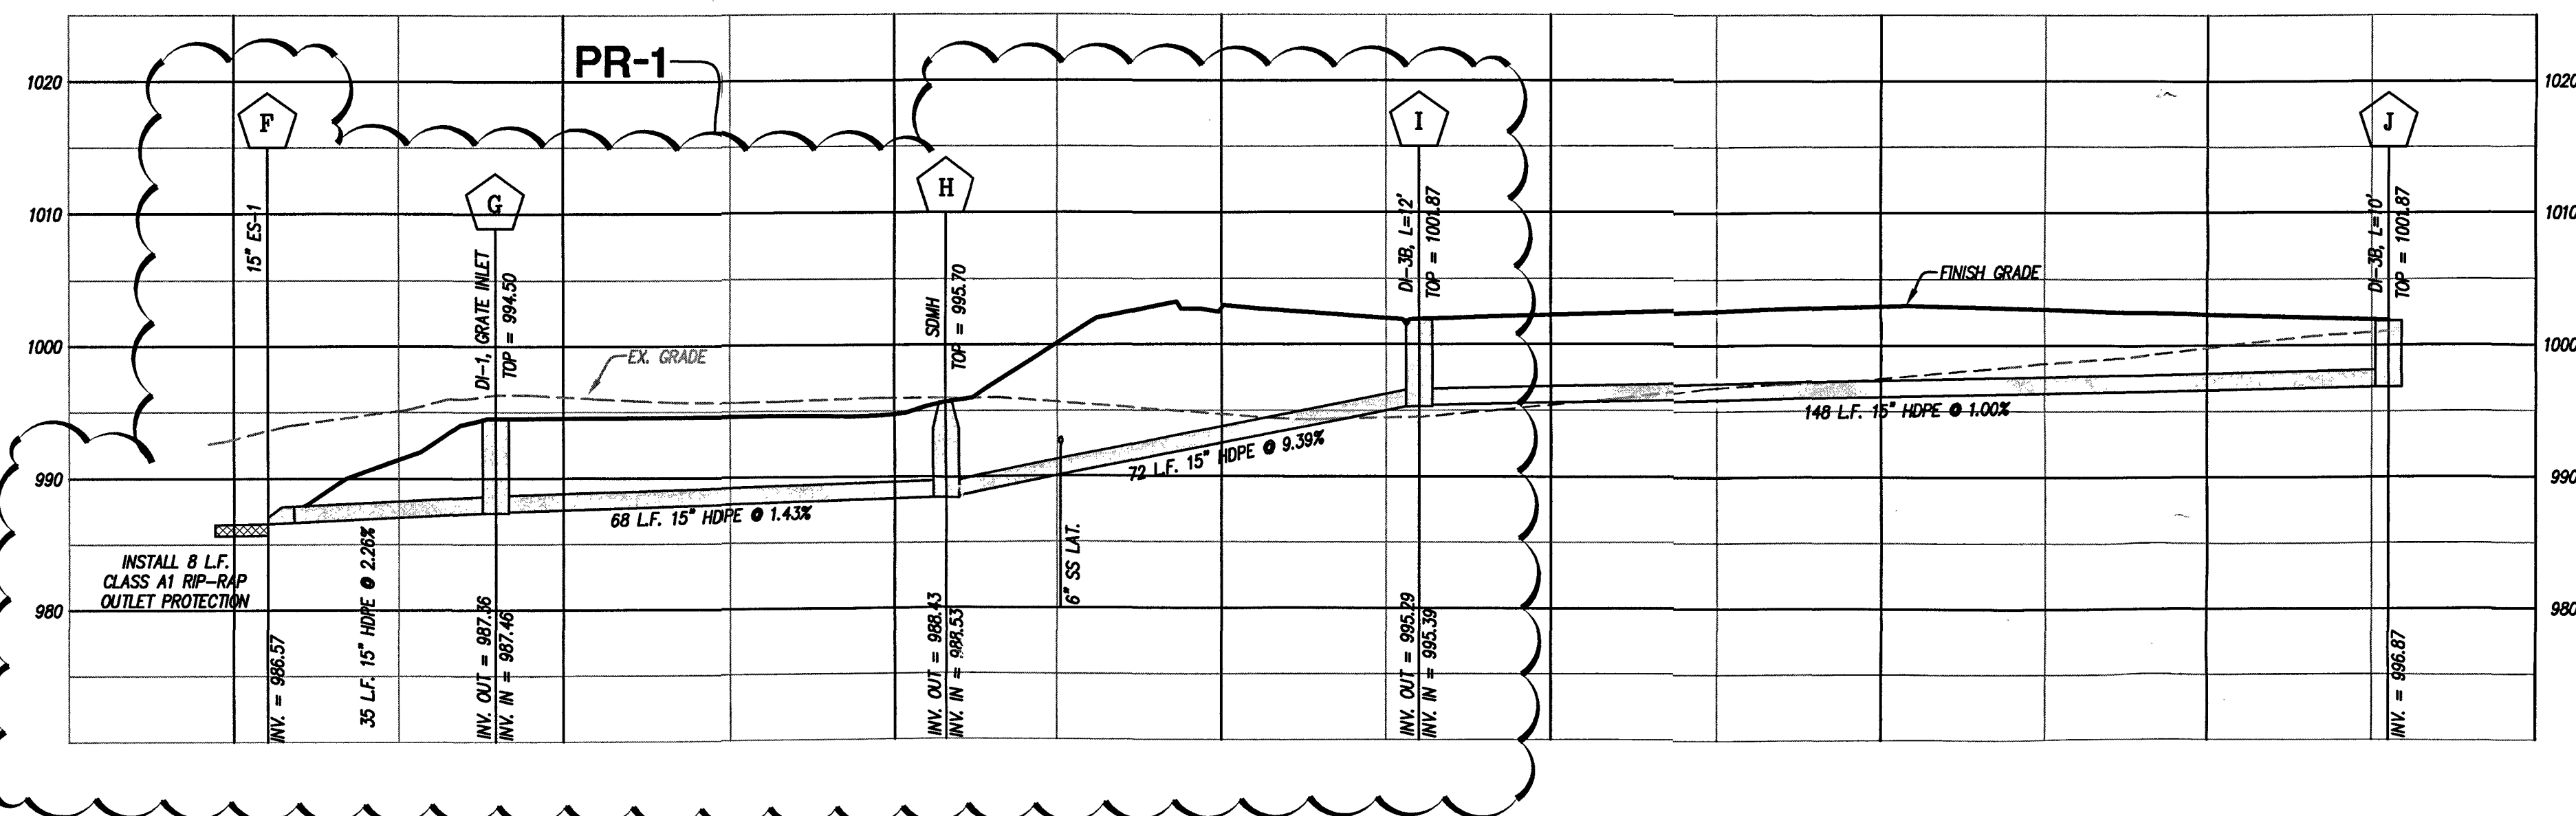 PR-1
1020
1010
1000
990
980
1020
1010
1000
990
980
F
15" ES-1
INV. = 986.57
INSTALL 8 L.F.
CLASS A1 RIP-RAP
OUTLET PROTECTION
35 L.F. 15" HDPE @ 2.26%
G
DI-1, GRATE INLET
TOP = 994.50
INV. OUT = 987.36
INV. IN = 987.46
EX. GRADE
68 L.F. 15" HDPE @ 1.43%
H
SDMH
TOP = 995.70
INV. OUT = 988.43
INV. IN = 988.53
6" SS LAT.
72 L.F. 15" HDPE @ 9.39%
I
DI-3B, L=12'
TOP = 1001.87
INV. OUT = 995.29
INV. IN = 995.39
FINISH GRADE
148 L.F. 15" HDPE @ 1.00%
J
DI-3B, L=10'
TOP = 1001.87
INV. = 996.87